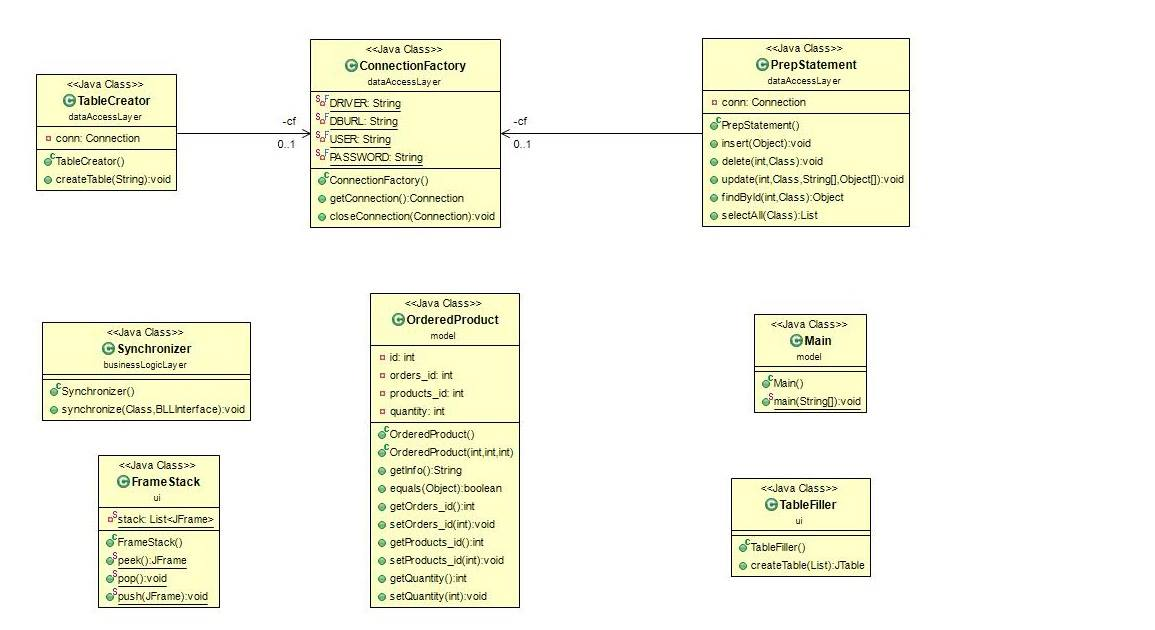 <<Java Class>>
TableCreator
dataAccessLayer
conn: Connection
TableCreator()
createTable(String):void
-cf
0..1
<<Java Class>>
ConnectionFactory
dataAccessLayer
DRIVER: String
DBURL: String
USER: String
PASSWORD: String
ConnectionFactory()
getConnection():Connection
closeConnection(Connection):void
-cf
0..1
<<Java Class>>
PrepStatement
dataAccessLayer
conn: Connection
PrepStatement()
insert(Object):void
delete(int,Class):void
update(int,Class,String[],Object[]):void
findById(int,Class):Object
selectAll(Class):List
<<Java Class>>
Synchronizer
businessLogicLayer
Synchronizer()
synchronize(Class,BLLInterface):void
<<Java Class>>
OrderedProduct
model
id: int
orders_id: int
products_id: int
quantity: int
OrderedProduct()
OrderedProduct(int,int,int)
getInfo():String
equals(Object):boolean
getOrders_id():int
setOrders_id(int):void
getProducts_id():int
setProducts_id(int):void
getQuantity():int
setQuantity(int):void
<<Java Class>>
Main
model
Main()
main(String[]):void
<<Java Class>>
FrameStack
ui
stack: List<JFrame>
FrameStack()
peek():JFrame
pop():void
push(JFrame):void
<<Java Class>>
TableFiller
ui
TableFiller()
createTable(List):JTable